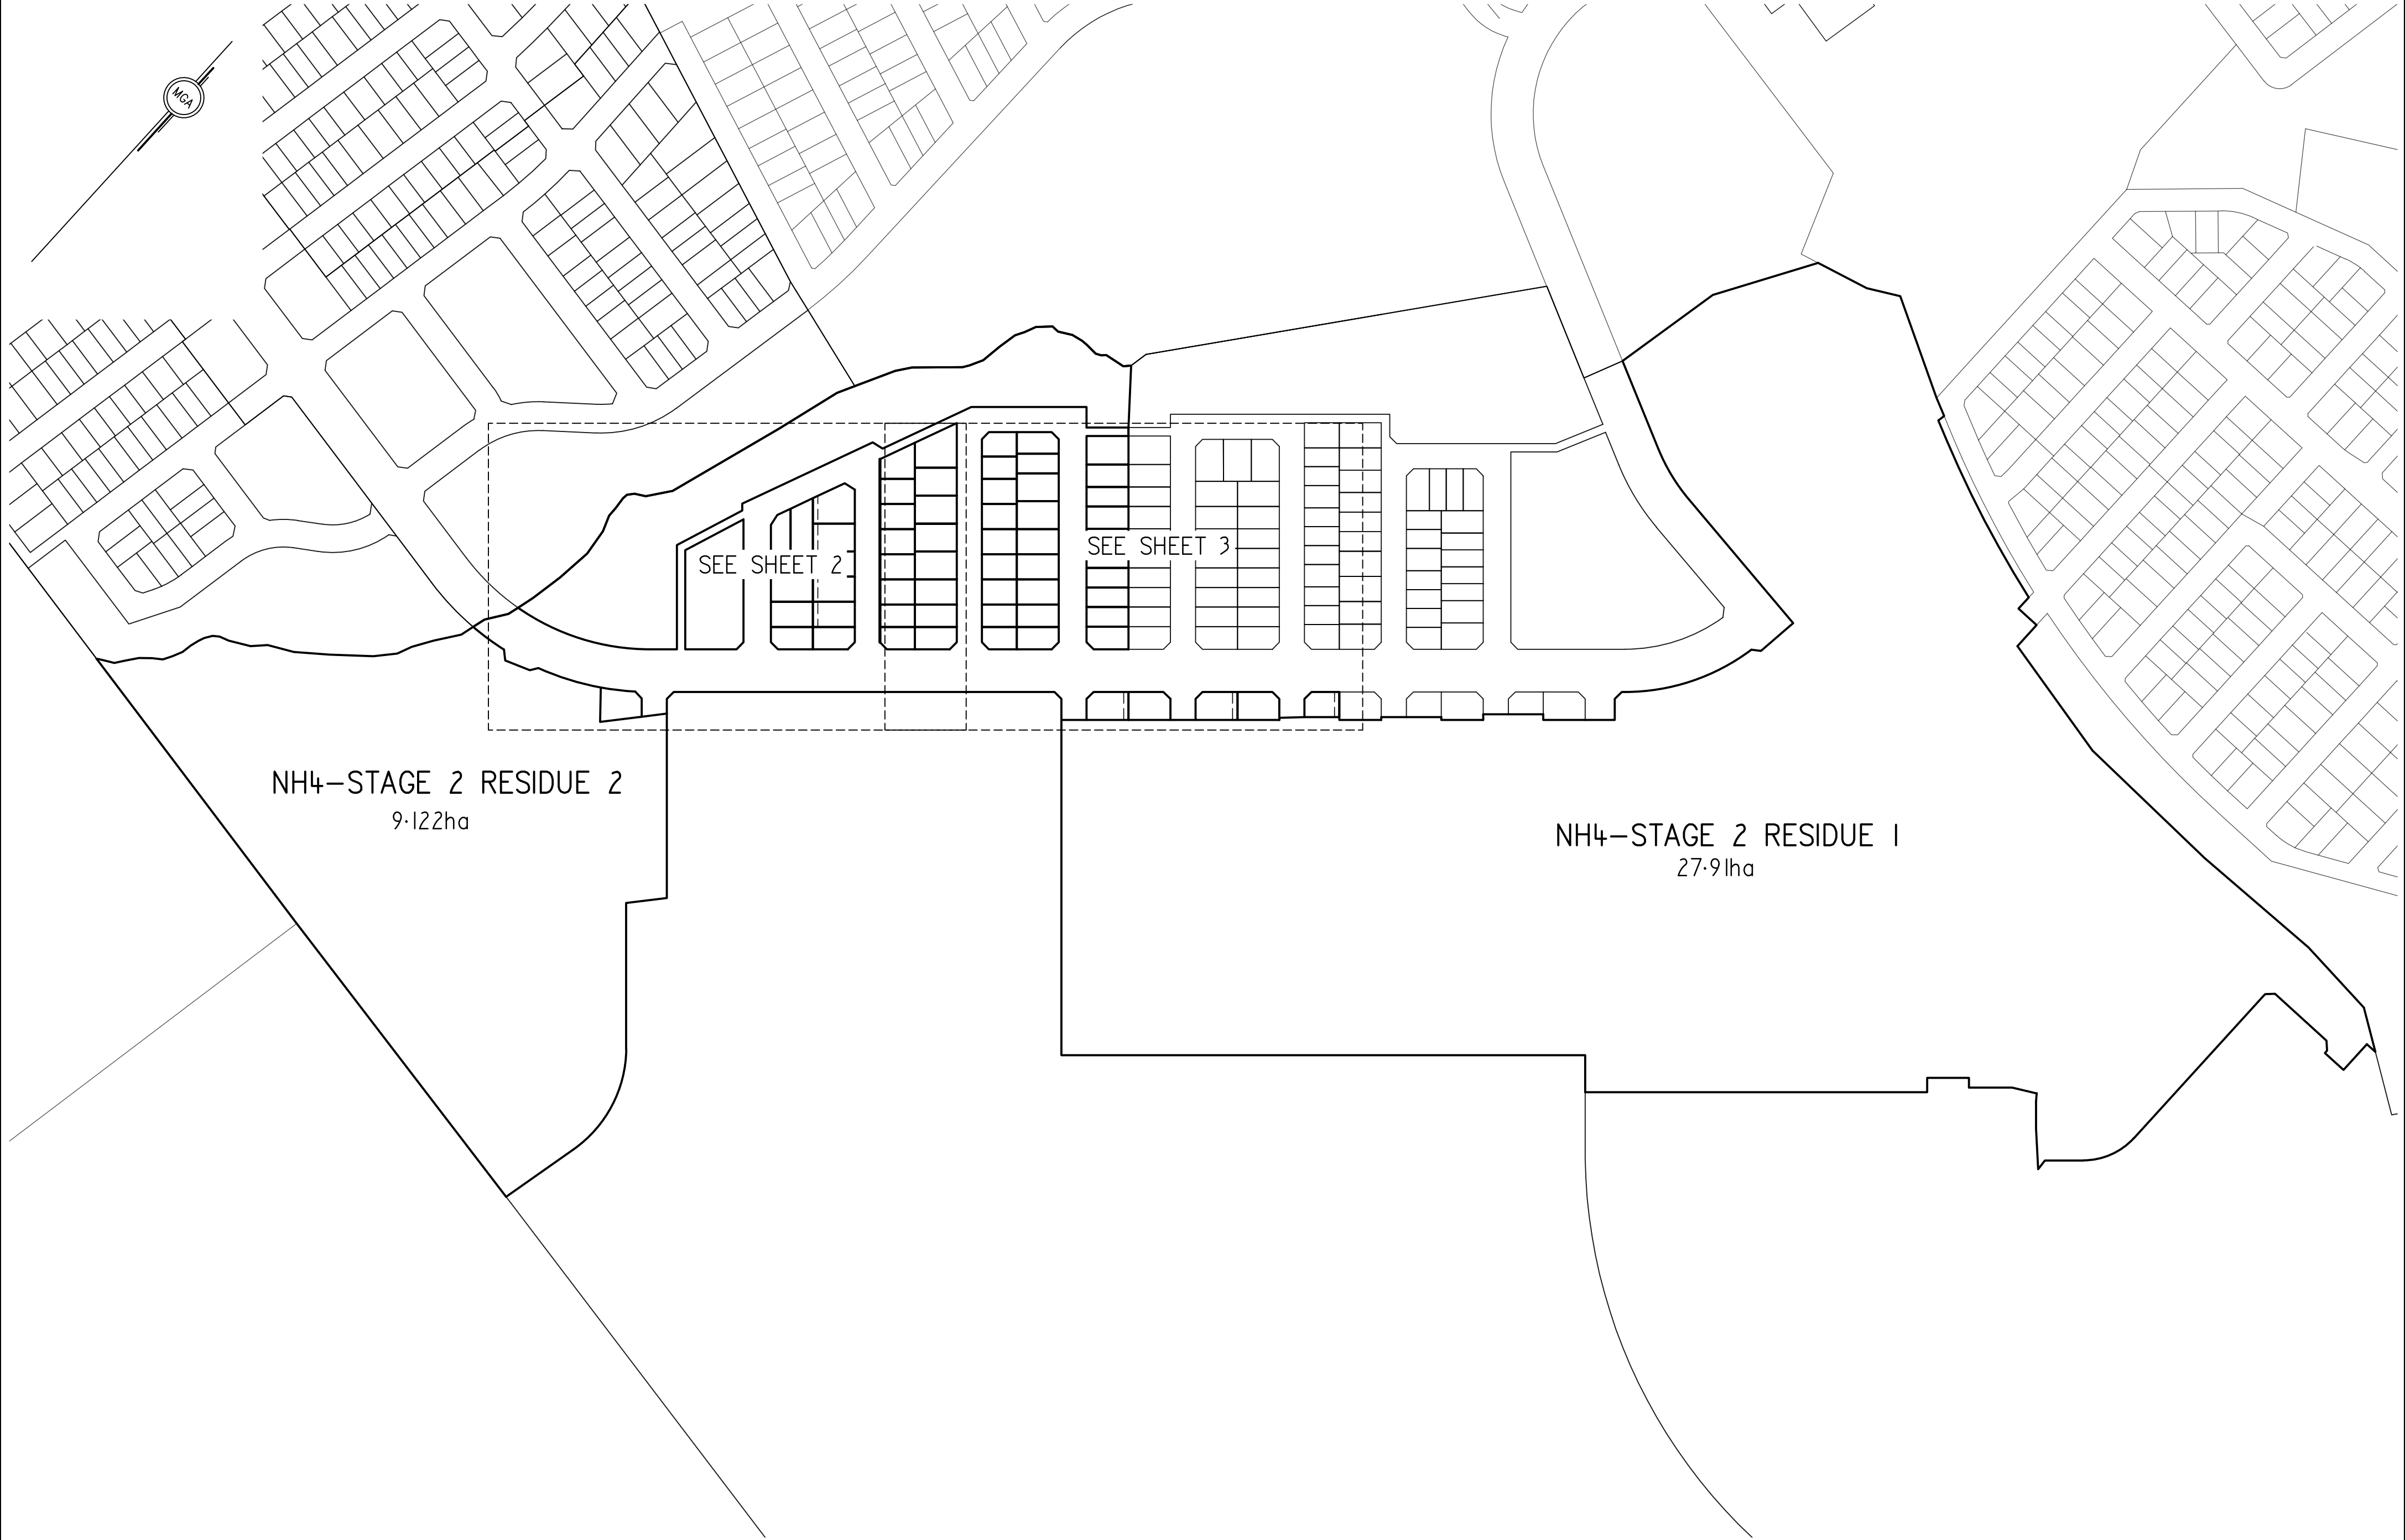 MGA
SEE SHEET 2
SEE SHEET 3
NH4-STAGE 2 RESIDUE 2
9·122ha
NH4-STAGE 2 RESIDUE 1
27·91ha